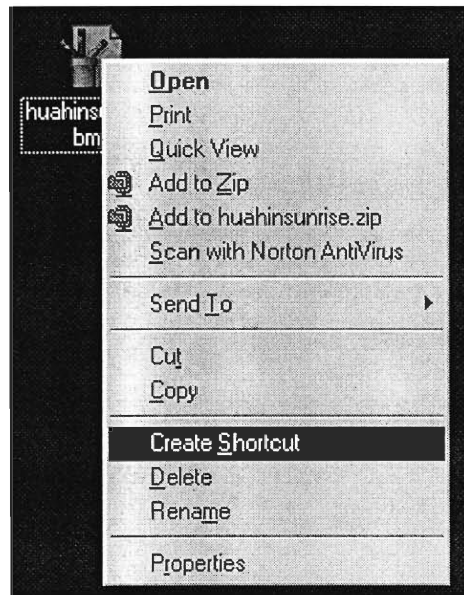 huahins
bm
Open
Print
Quick View
Add to Zip
Add to huahinsunrise.zip
Scan with Norton AntiVirus
Send To
Cut
Copy
Create Shortcut
Delete
Rename
Properties